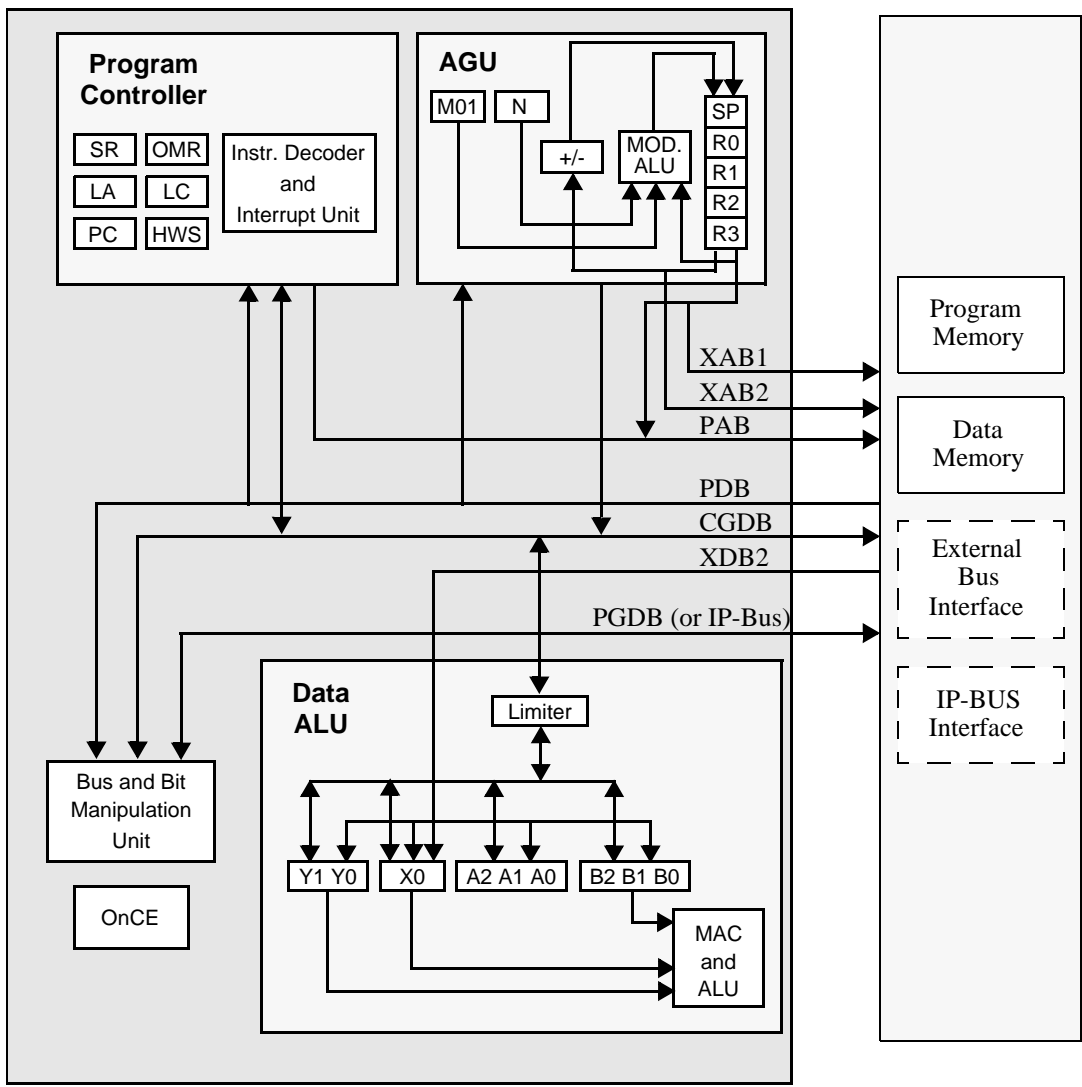 Program
Controller
SR
OMR
LA
LC
PC
HWS
Instr. Decoder
and
Interrupt Unit
AGU
M01
N
+/-
MOD.
ALU
SP
R0
R1
R2
R3
XAB1
XAB2
PAB
PDB
CGDB
XDB2
PGDB (or IP-Bus)
Program
Memory
Data
Memory
External
Bus
Interface
IP-BUS
Interface
Data
ALU
Limiter
Y1 Y0
X0
A2 A1 A0
B2 B1 B0
MAC
and
ALU
Bus and Bit
Manipulation
Unit
OnCE